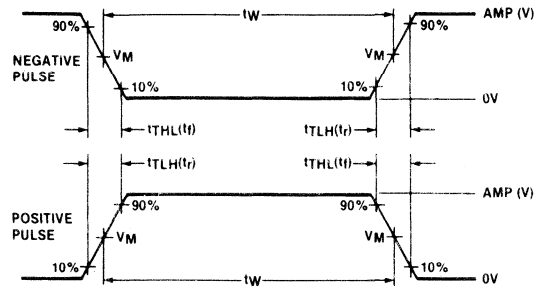 tW
AMP (V)
90%
90%
VM
VM
NEGATIVE
PULSE
10%
10%
0V
tTHL(tf)
tTLH(tr)
tTLH(tr)
tTHL(tf)
AMP (V)
90%
90%
POSITIVE
PULSE
VM
VM
10%
10%
tW
0V